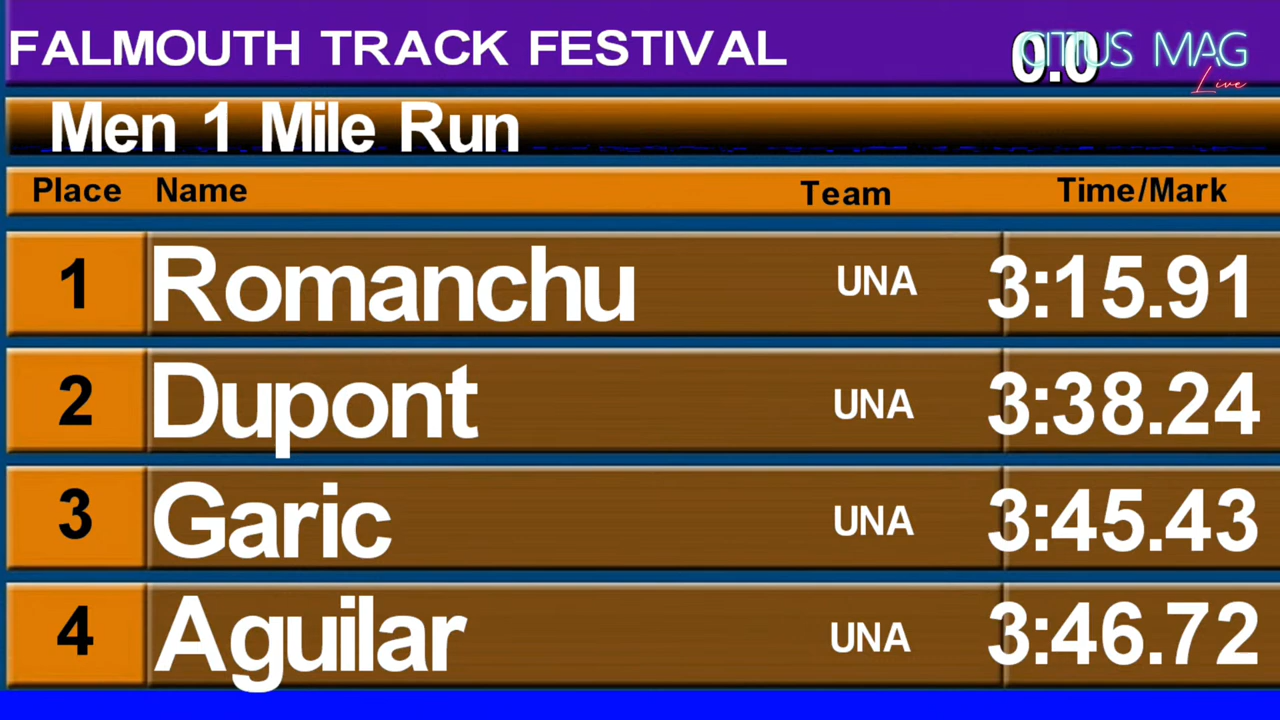 FALMOUTH TRACK FESTIVAL
0.0
CITIUS MAG
Live
Men 1 Mile Run
Place Name Team Time/Mark
1 Romanchu UNA 3:15.91
2 Dupont UNA 3:38.24
3 Garic UNA 3:45.43
4 Aguilar UNA 3:46.72